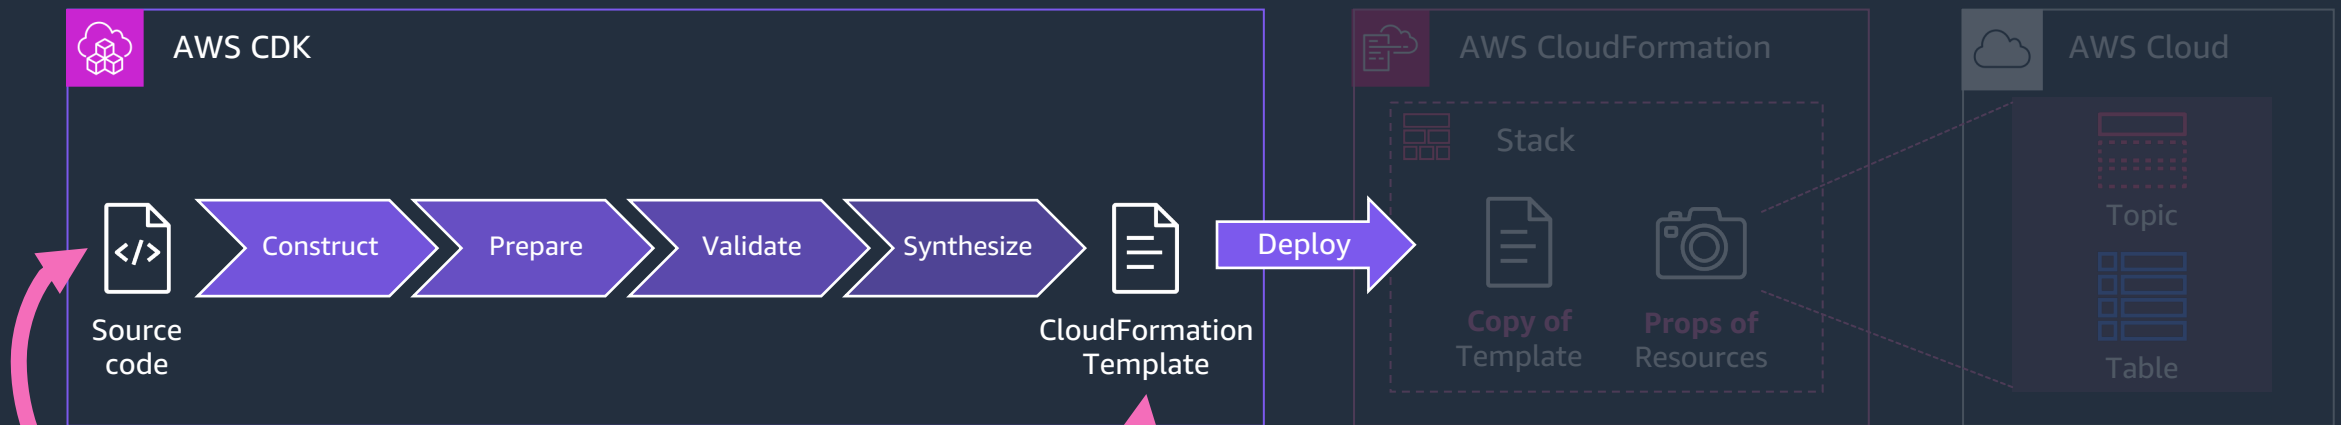 AWS CDK
AWS CloudFormation
AWS Cloud
Stack
</>
Construct
Prepare
Validate
Synthesize
Deploy
Source
code
CloudFormation
Template
Copy of
Template
Props of
Resources
Topic
Table